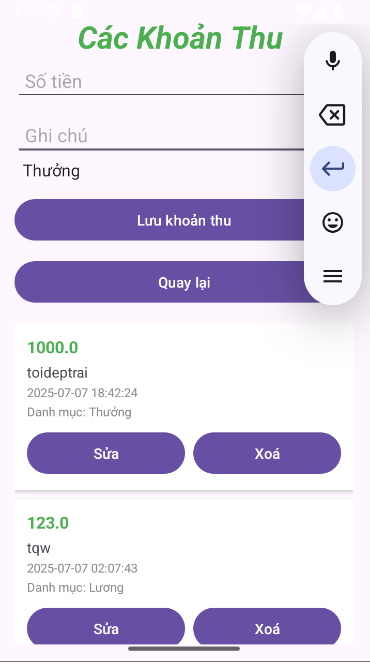 Các Khoản Thu
Số tiền
Ghi chú
Thưởng
Lưu khoản thu
Quay lại
1000.0
toideptrai
2025-07-07 18:42:24
Danh mục: Thưởng
Sửa
Xoá
123.0
tqw
2025-07-07 02:07:43
Danh mục: Lương
Sửa
Xoá